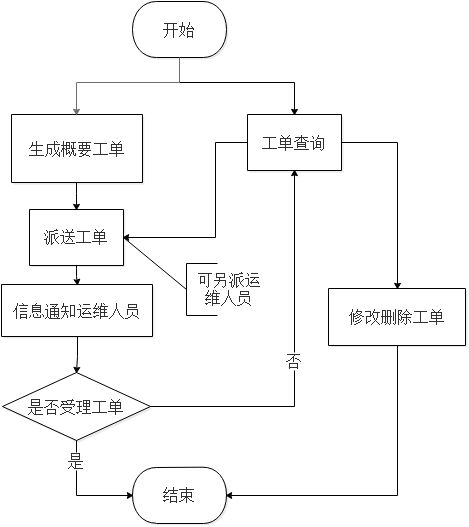 开始
生成概要工单
工单查询
派送工单
可另派运
维人员
信息通知运维人员
修改删除工单
否
是否受理工单
是
结束